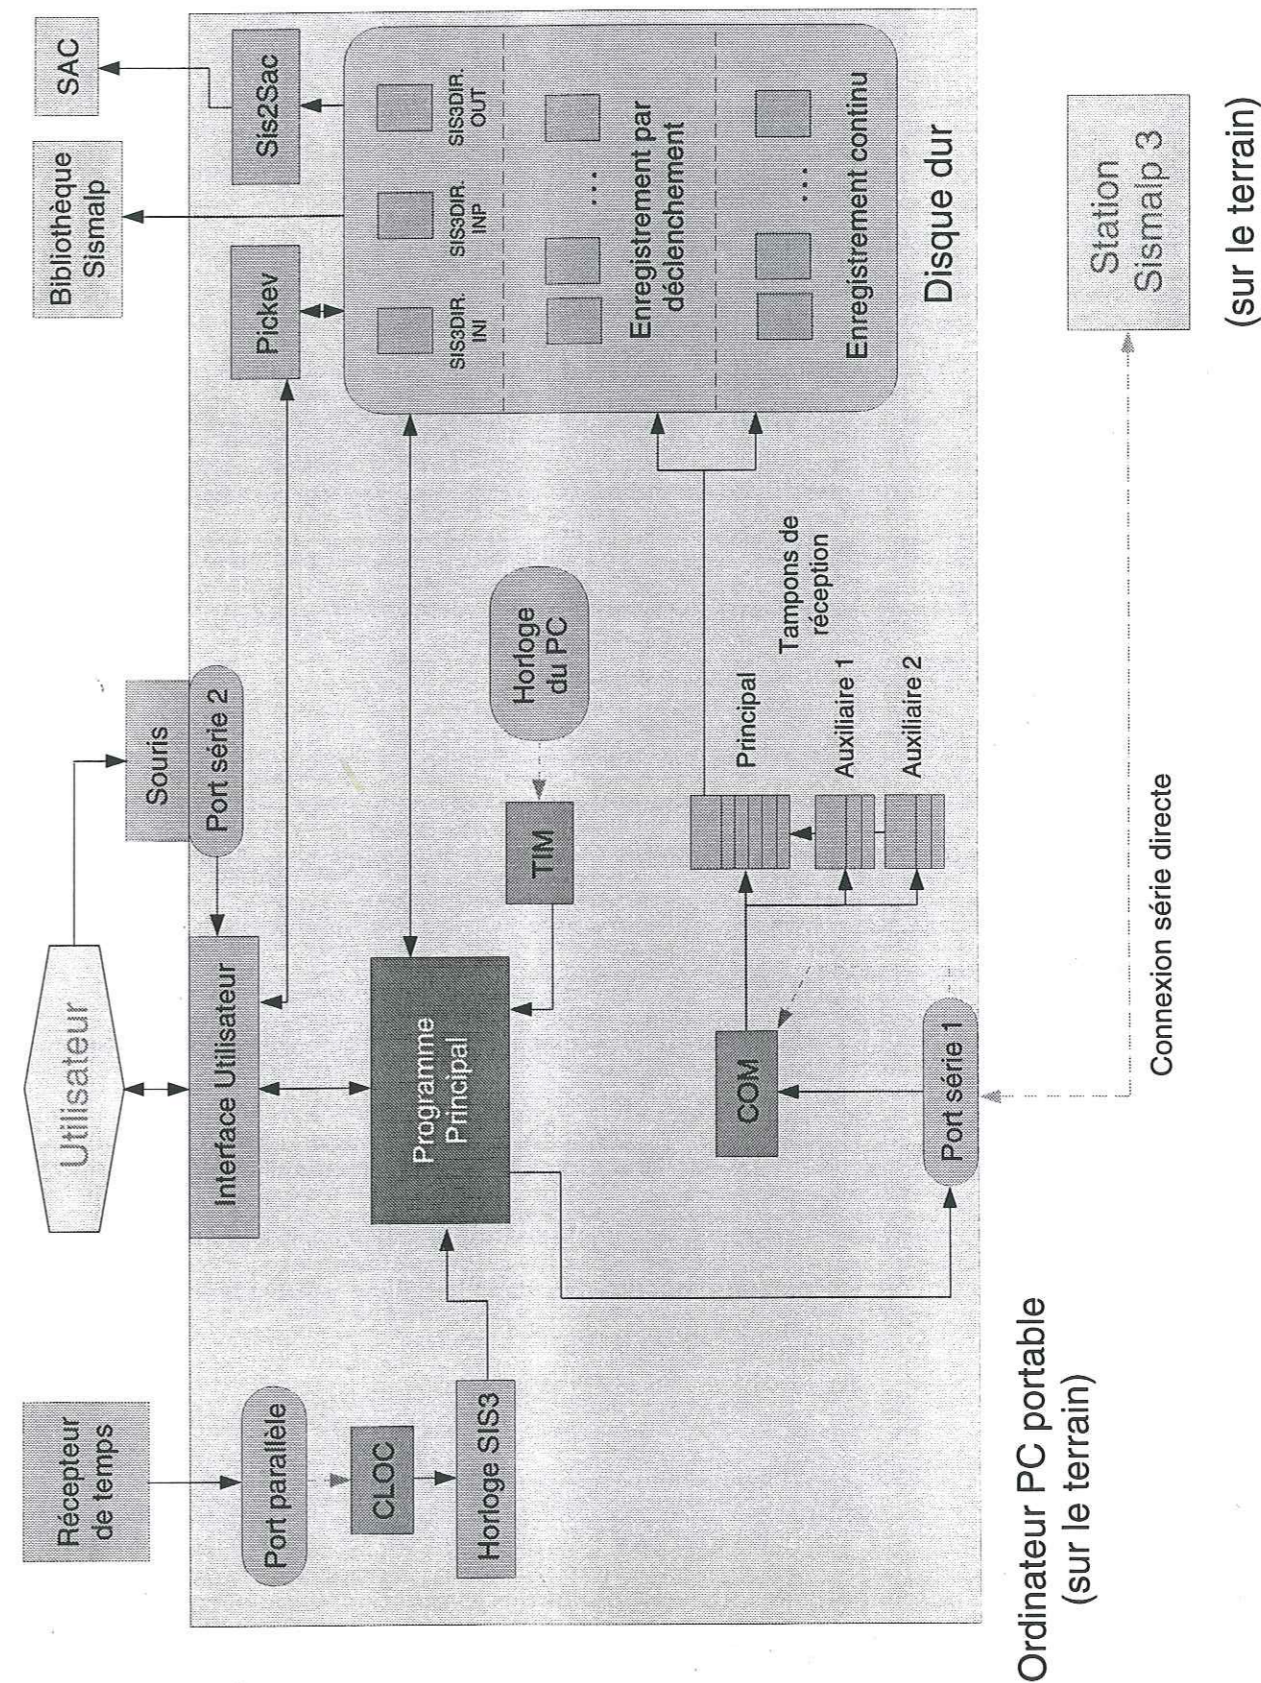 Récepteur
de temps
Port parallèle
CLOC
Horloge SIS3
Utilisateur
Interface Utilisateur
Programme
Principal
Souris
Port série 2
TIM
Horloge
du PC
COM
Port série 1
Principal
Auxiliaire 1
Auxiliaire 2
Tampons de
réception
Pickev
Bibliothèque
Sismalp
SAC
Sis2Sac
SIS3DIR.
INI
SIS3DIR.
INP
SIS3DIR.
OUT
Enregistrement par
déclenchement
...
Enregistrement continu
...
Disque dur
Ordinateur PC portable
(sur le terrain)
Connexion série directe
Station
Sismalp 3
(sur le terrain)